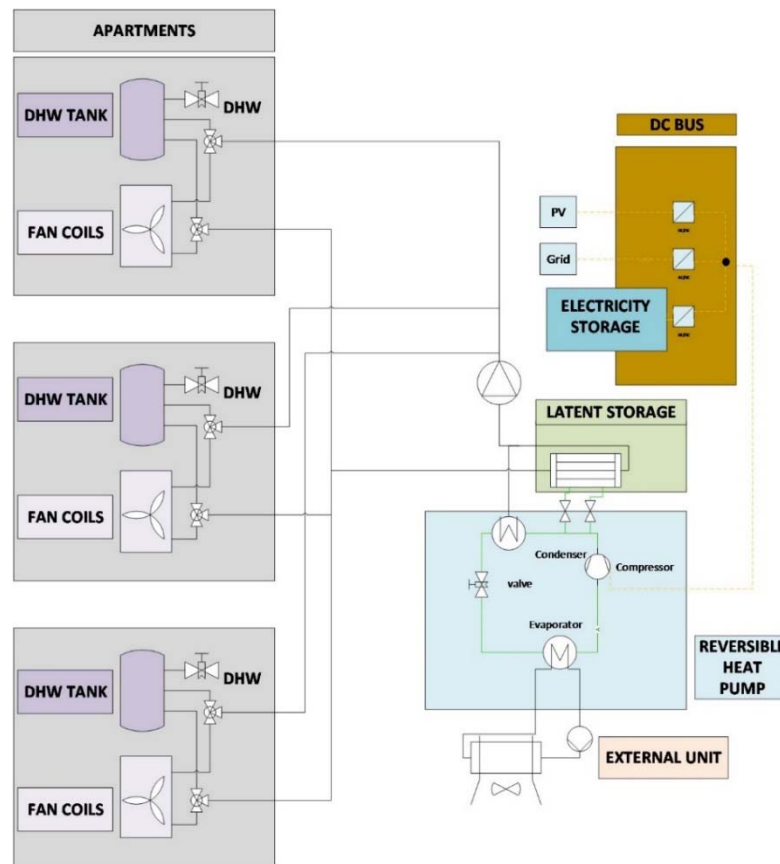 APARTMENTS
DHW TANK
DHW
FAN COILS
DHW TANK
DHW
FAN COILS
DHW TANK
DHW
FAN COILS
DC BUS
PV
Grid
ELECTRICITY
STORAGE
LATENT STORAGE
Condenser
Compressor
valve
Evaporator
REVERSIBLE
HEAT
PUMP
EXTERNAL UNIT